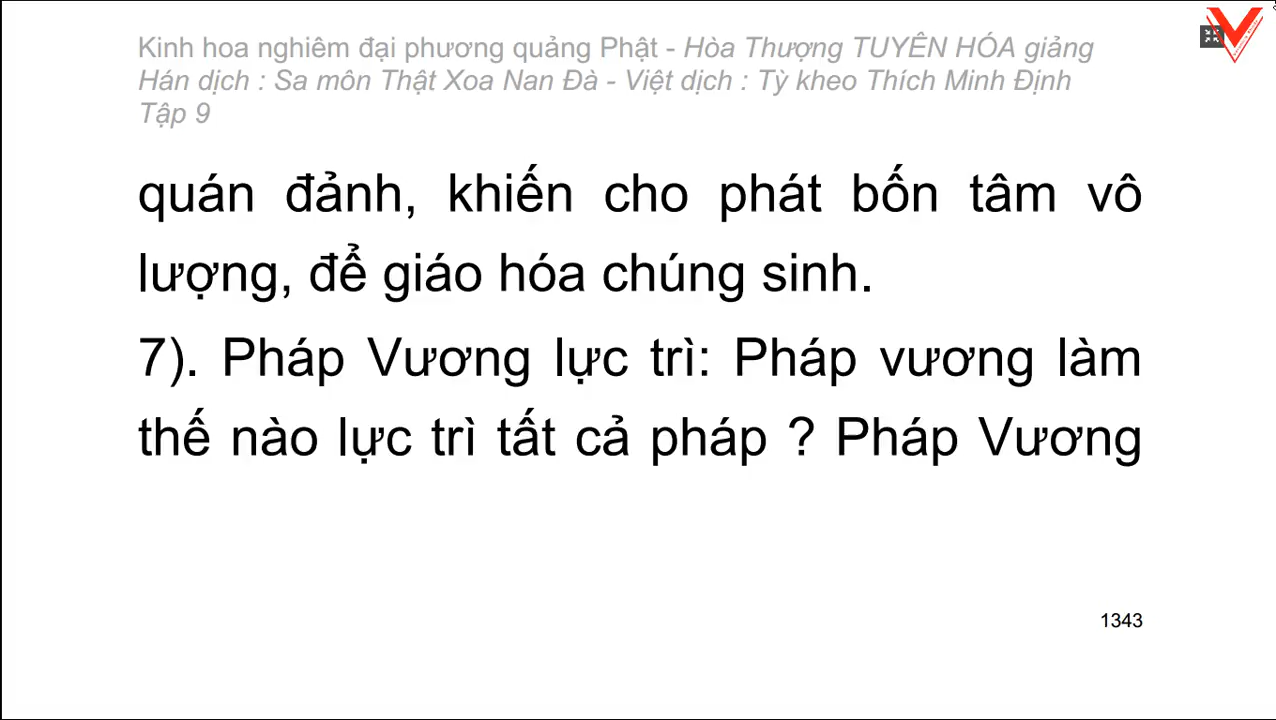 Kinh hoa nghiêm đại phương quảng Phật - Hòa Thượng TUYÊN HÓA giảng
Hán dịch : Sa môn Thật Xoa Nan Đà - Việt dịch : Tỳ kheo Thích Minh Định
Tập 9
quán đảnh, khiến cho phát bốn tâm vô
lượng, để giáo hóa chúng sinh.
7). Pháp Vương lực trì: Pháp vương làm
thế nào lực trì tất cả pháp ? Pháp Vương
1343